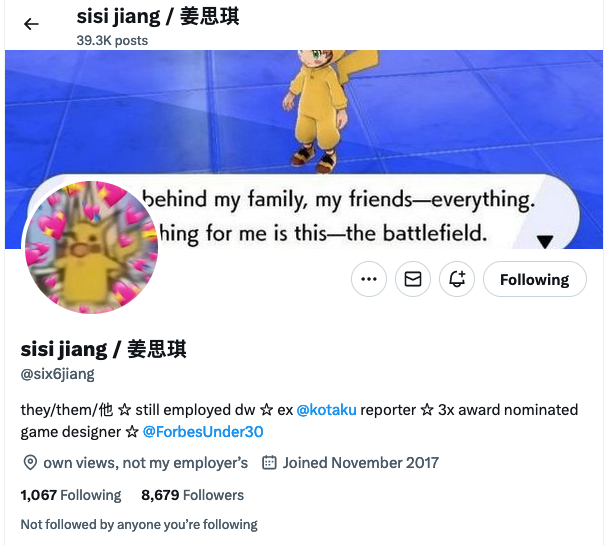 sisi jiang / 姜思琪
39.3K posts
behind my family, my friends—everything.
hing for me is this—the battlefield.
Following
sisi jiang / 姜思琪
@six6jiang
they/them/他 ☆ still employed dw ☆ ex @kotaku reporter ☆ 3x award nominated
game designer ☆ @ForbesUnder30
own views, not my employer’s Joined November 2017
1,067 Following 8,679 Followers
Not followed by anyone you’re following